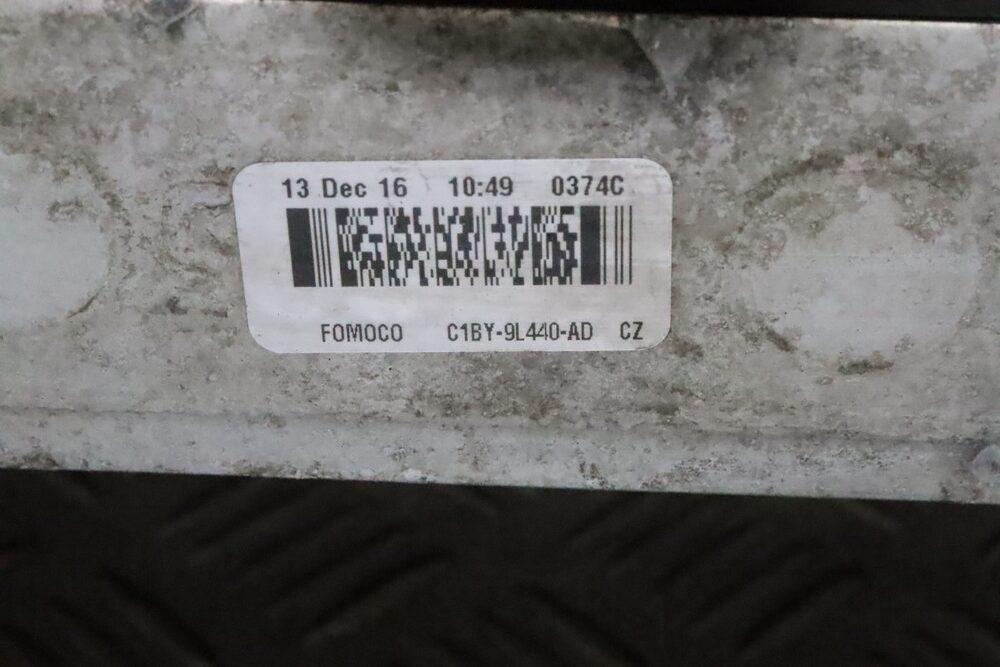 13 Dec 16 10:49 0374C
FOMOCO C1BY-9L440-AD CZ